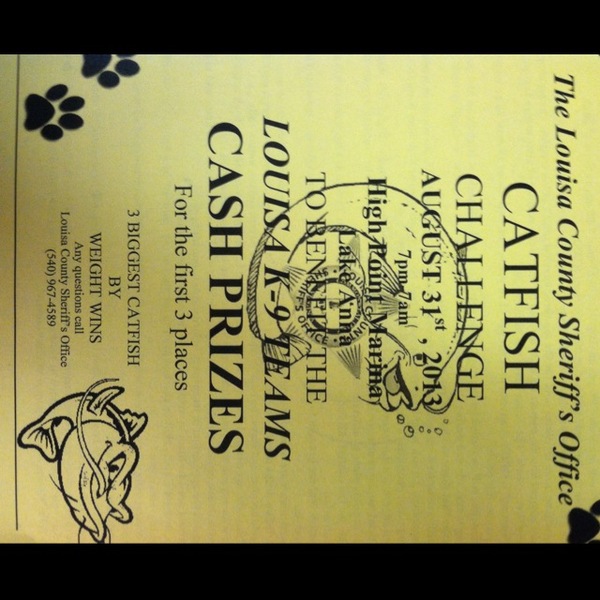 The Louisa County Sheriff's Office
CATFISH
CHALLENGE
AUGUST 31st, 2013
7pm-7am
High Point Marina
Lake Anna
TO BENEFIT THE
LOUISA K-9 TEAMS
CASH PRIZES
For the first 3 places
3 BIGGEST CATFISH
BY
WEIGHT WINS
Any questions call
Louisa County Sheriff's Office
(540) 967-4589